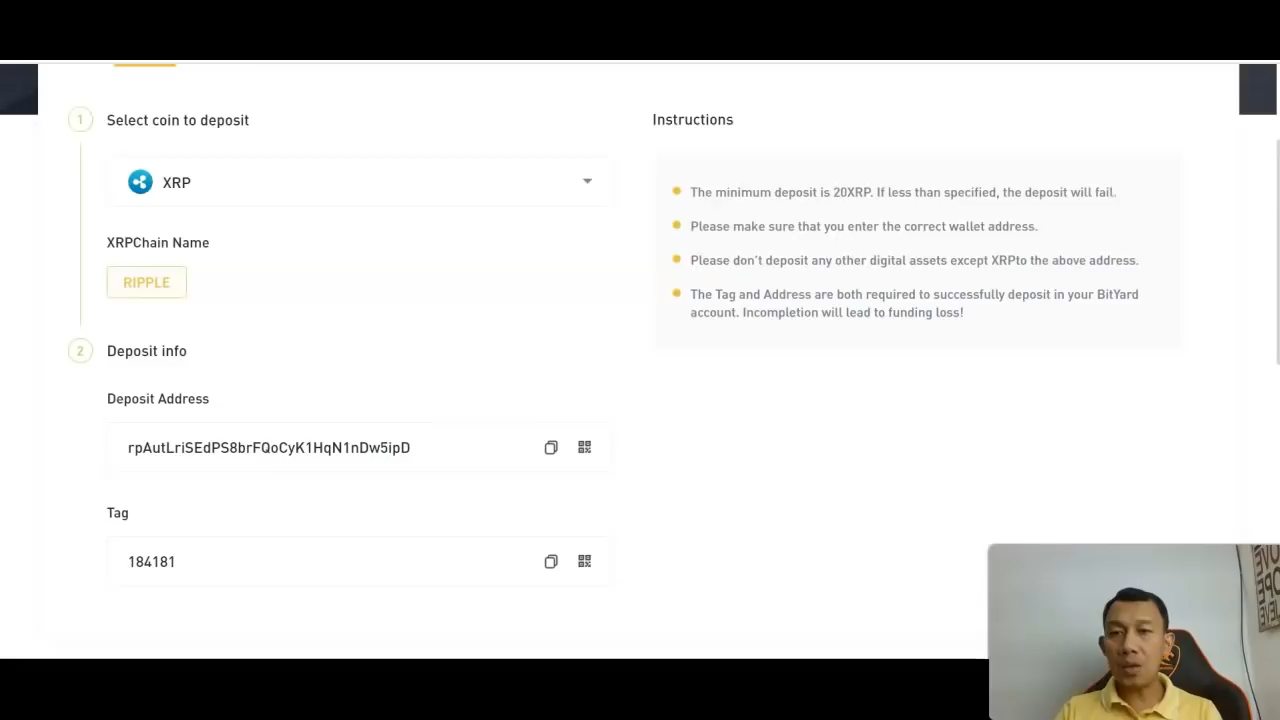 1 Select coin to deposit
XRP
XRPChain Name
RIPPLE
2 Deposit info
Deposit Address
rpAutLriSEdPS8brFQoCyK1HqN1nDw5ipD
Tag
184181
Instructions
The minimum deposit is 20XRP. If less than specified, the deposit will fail.
Please make sure that you enter the correct wallet address.
Please don't deposit any other digital assets except XRPto the above address.
The Tag and Address are both required to successfully deposit in your BitYard
account. Incompletion will lead to funding loss!